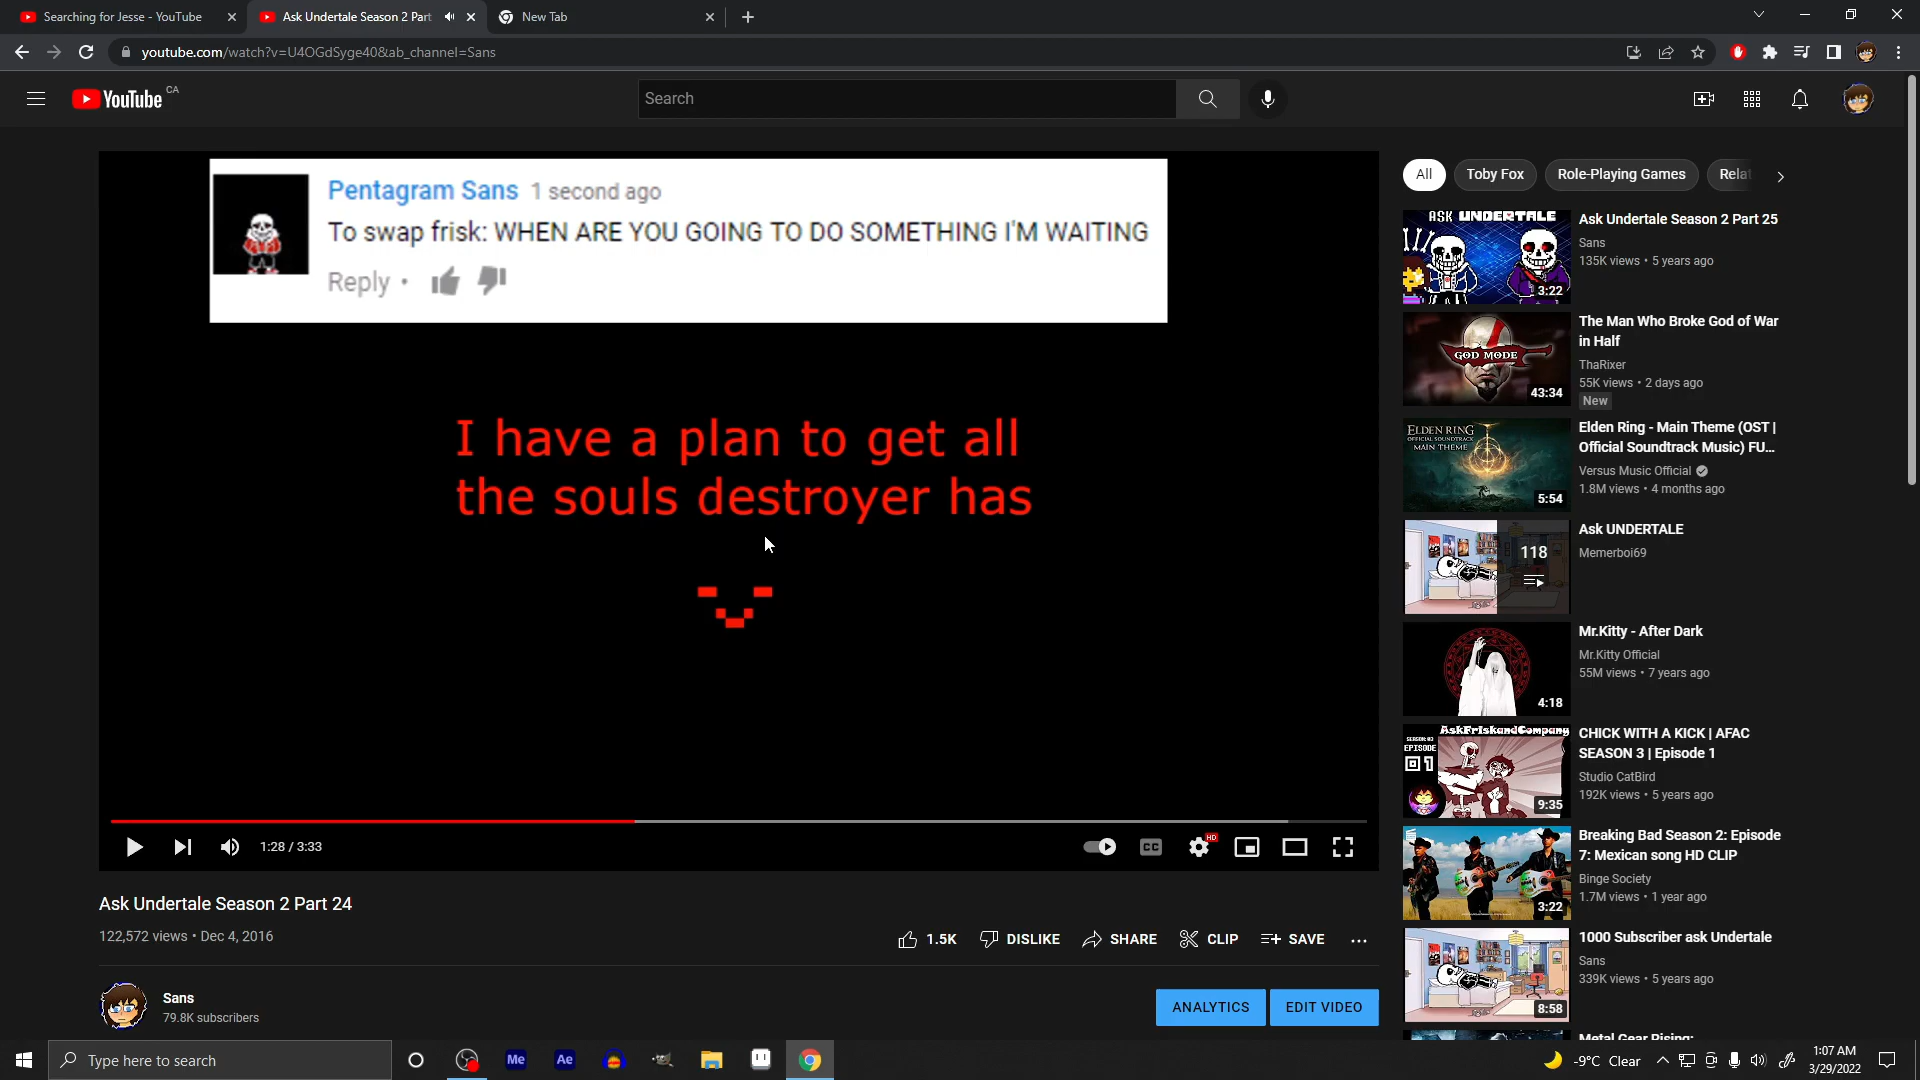 Searching for Jesse - YouTube
Ask Undertale Season 2 Part
New Tab
youtube.com/watch?v=U4OGdSyge40&ab_channel=Sans
YouTube CA
Search
Pentagram Sans 1 second ago
To swap frisk: WHEN ARE YOU GOING TO DO SOMETHING I'M WAITING
Reply •
I have a plan to get all
the souls destroyer has
1:28 / 3:33
CC
HD
Ask Undertale Season 2 Part 24
122,572 views • Dec 4, 2016
1.5K
DISLIKE
SHARE
CLIP
SAVE
Sans
79.8K subscribers
ANALYTICS
EDIT VIDEO
All
Toby Fox
Role-Playing Games
Relat
ASK UNDERTALE
3:22
Ask Undertale Season 2 Part 25
Sans
135K views • 5 years ago
GOD MODE
43:34
The Man Who Broke God of War
in Half
ThaRixer
55K views • 2 days ago
New
ELDEN RING
OFFICIAL SOUNDTRACK
MAIN THEME
5:54
Elden Ring - Main Theme (OST |
Official Soundtrack Music) FU...
Versus Music Official
1.8M views • 4 months ago
118
Ask UNDERTALE
Memerboi69
4:18
Mr.Kitty - After Dark
Mr.Kitty Official
55M views • 7 years ago
AskFriskandCompany
SEASON: 03
EPISODE
01
9:35
CHICK WITH A KICK | AFAC
SEASON 3 | Episode 1
Studio CatBird
192K views • 5 years ago
3:22
Breaking Bad Season 2: Episode
7: Mexican song HD CLIP
Binge Society
1.7M views • 1 year ago
8:58
1000 Subscriber ask Undertale
Sans
339K views • 5 years ago
Metal Gear Rising:
Type here to search
Me
Ae
-9°C Clear
1:07 AM
3/29/2022